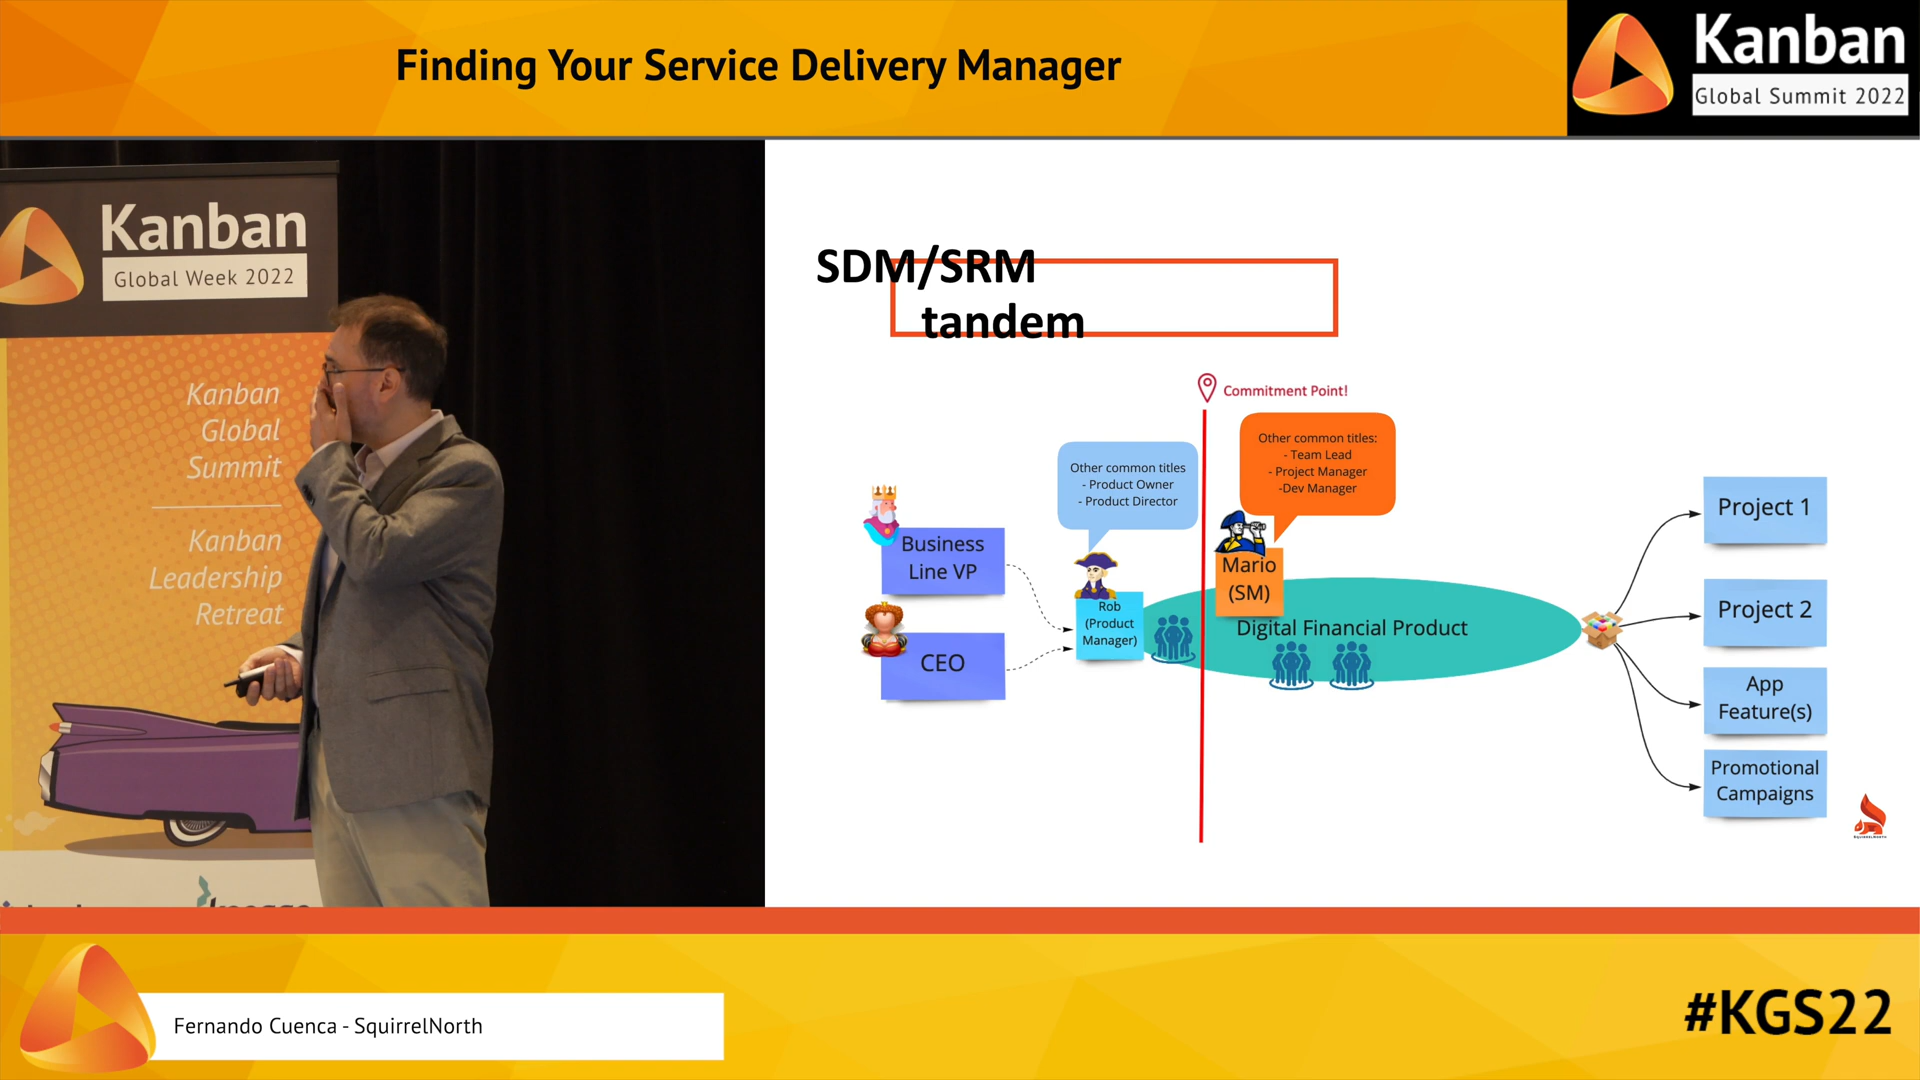 Finding Your Service Delivery Manager
Kanban
Global Summit 2022
Kanban
Global Week 2022
Kanban
Global
Summit
Kanban
Leadership
Retreat
SDM/SRM
tandem
Commitment Point!
Other common titles
- Product Owner
- Product Director
Other common titles:
- Team Lead
- Project Manager
-Dev Manager
Business
Line VP
CEO
Rob
(Product
Manager)
Mario
(SM)
Digital Financial Product
Project 1
Project 2
App
Feature(s)
Promotional
Campaigns
SQUIRRELNORTH
Fernando Cuenca - SquirrelNorth
#KGS22